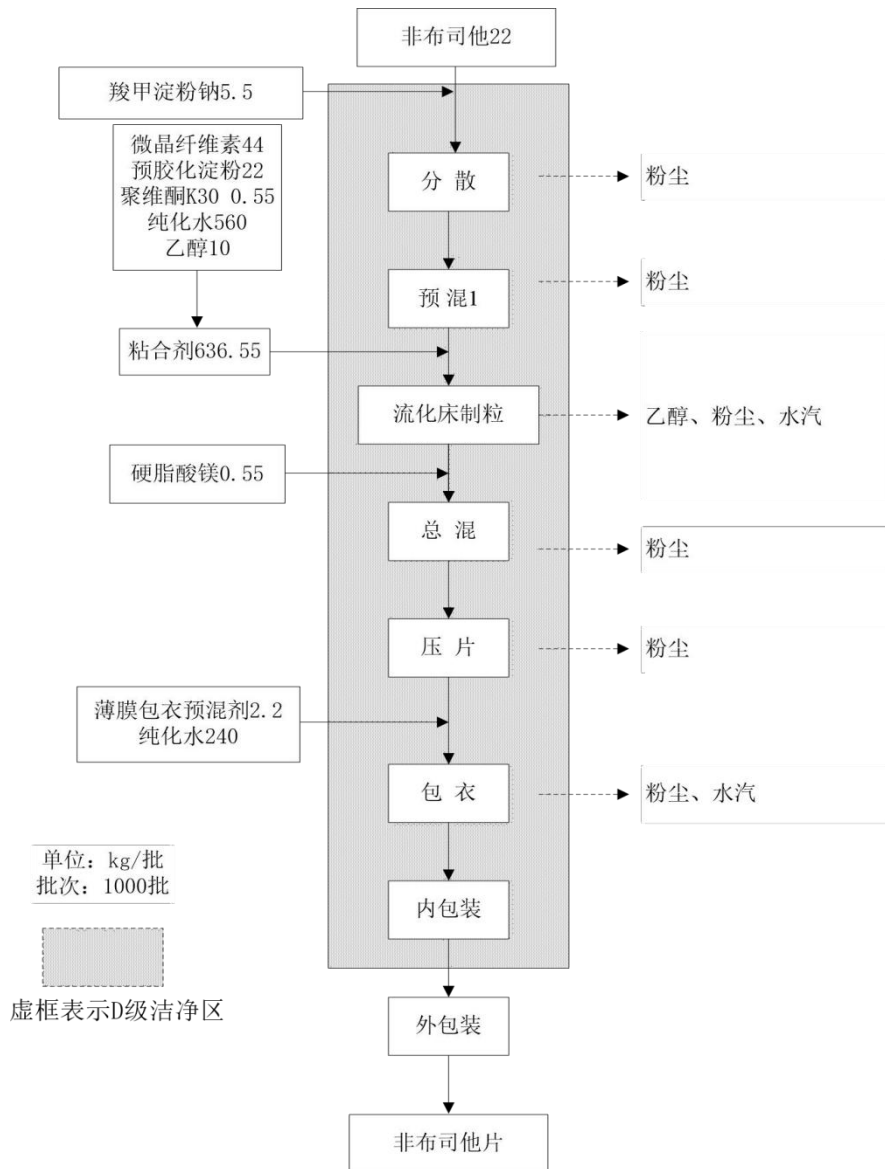 非布司他22
羧甲淀粉钠5.5
微晶纤维素44
预胶化淀粉22
聚维酮K30 0.55
纯化水560
乙醇10
分 散
粉尘
预 混1
粉尘
粘合剂636.55
流化床制粒
乙醇、粉尘、水汽
硬脂酸镁0.55
总 混
粉尘
压 片
粉尘
薄膜包衣预混剂2.2
纯化水240
包 衣
粉尘、水汽
单位：kg/批
批次：1000批
内包装
虚框表示D级洁净区
外包装
非布司他片